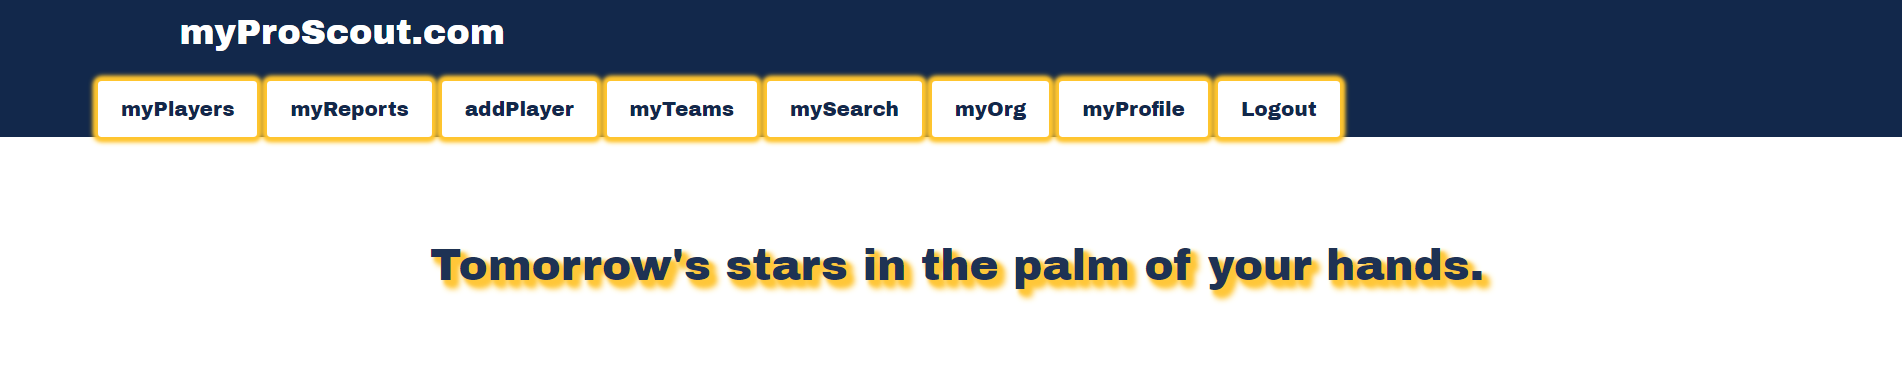 myProScout.com
myPlayers myReports addPlayer myTeams mySearch myOrg myProfile Logout
Tomorrow's stars in the palm of your hands.